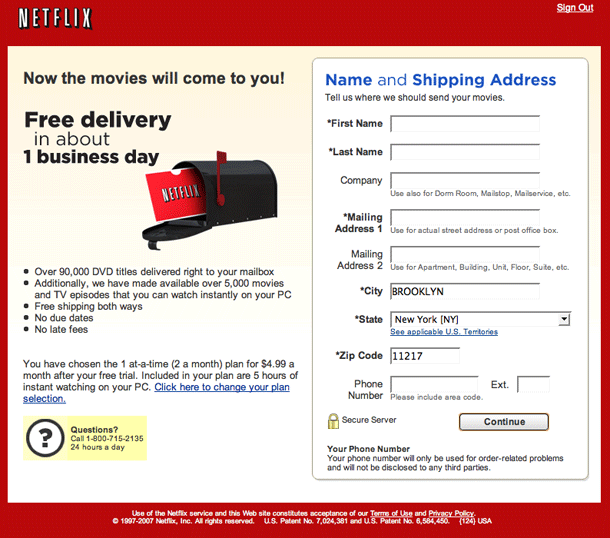 NETFLIX
Sign Out
Now the movies will come to you!
Free delivery
in about
1 business day
NETFLIX
Over 90,000 DVD titles delivered right to your mailbox
Additionally, we have made available over 5,000 movies
and TV episodes that you can watch instantly on your PC
Free shipping both ways
No due dates
No late fees
You have chosen the 1 at-a-time (2 a month) plan for $4.99 a
month after your free trial. Included in your plan are 5 hours of
instant watching on your PC. Click here to change your plan
selection.
?
Questions?
Call 1-800-715-2135
24 hours a day
Name and Shipping Address
Tell us where we should send your movies.
*First Name
*Last Name
Company
Use also for Dorm Room, Mailstop, Mailservice, etc.
*Mailing
Address 1
Use for actual street address or post office box.
Mailing
Address 2
Use for Apartment, Building, Unit, Floor, Suite, etc.
*City BROOKLYN
*State New York [NY]
See applicable U.S. Territories
*Zip Code 11217
Phone
Number
Ext.
Please include area code.
Secure Server
Continue
Your Phone Number
Your phone number will only be used for order-related problems
and will not be disclosed to any third parties.
Use of the Netflix service and this Web site constitutes acceptance of our Terms of Use and Privacy Policy.
© 1997-2007 Netflix, Inc. All rights reserved. U.S. Patent No. 7,024,381 and U.S. Patent No. 6,584,450. {124} USA